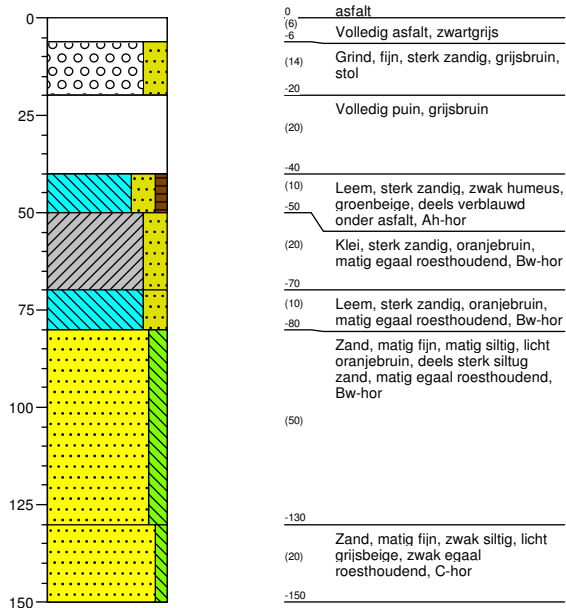 0
25
50
75
100
125
150
0 asfalt
(6) Volledig asfalt, zwartgrijs
-6
(14) Grind, fijn, sterk zandig, grijsbruin,
stol
-20
Volledig puin, grijsbruin
(20)
-40
(10) Leem, sterk zandig, zwak humeus,
groenbeige, deels verblauwd
-50
onder asfalt, Ah-hor
(20) Klei, sterk zandig, oranjebruin,
matig egaal roesthoudend, Bw-hor
-70
(10) Leem, sterk zandig, oranjebruin,
matig egaal roesthoudend, Bw-hor
-80
Zand, matig fijn, matig siltig, licht
oranjebruin, deels sterk siltug
zand, matig egaal roesthoudend,
Bw-hor
(50)
-130
Zand, matig fijn, zwak siltig, licht
(20) grijsbeige, zwak egaal
roesthoudend, C-hor
-150